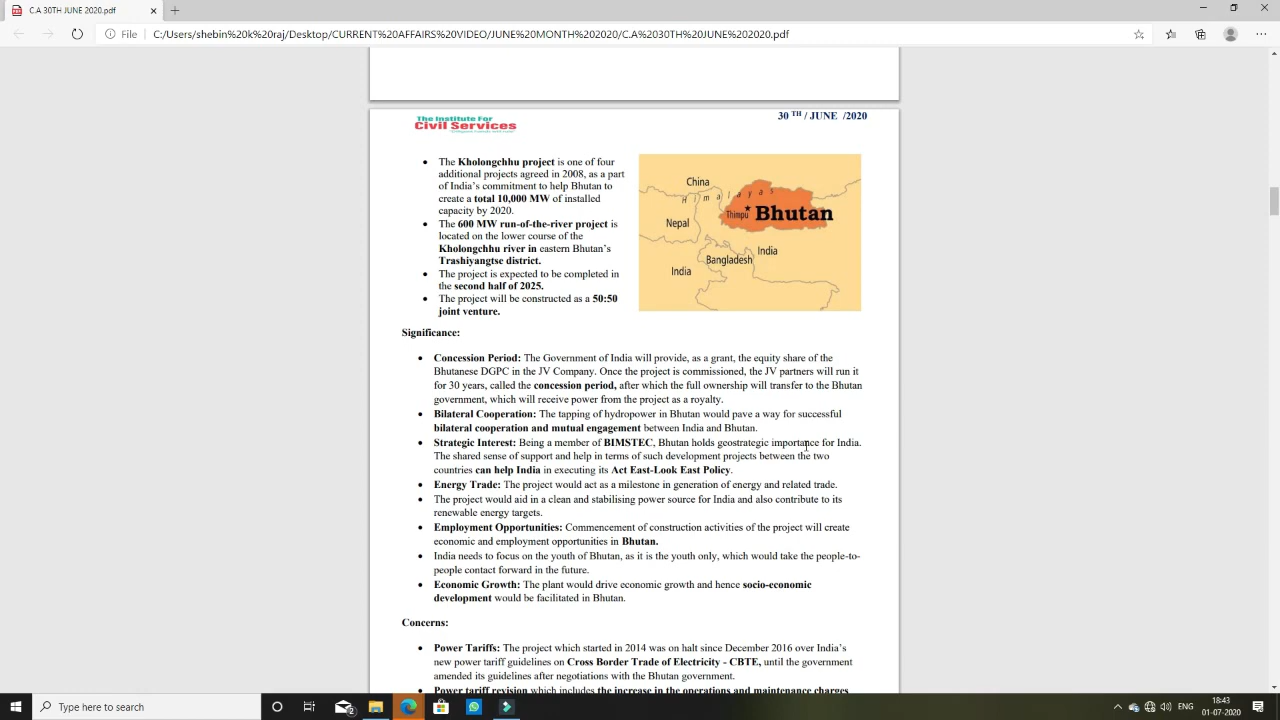 C.A 30TH JUNE 2020.pdf
File
C:/Users/shebin%20k%20raj/Desktop/CURRENT%20AFFAIRS%20VIDEO/JUNE%20MONTH%202020/C.A%2030TH%20JUNE%202020.pdf
The Institute For
Civil Services
30 TH / JUNE /2020
• The Kholongchhu project is one of four
additional projects agreed in 2008, as a part
of India's commitment to help Bhutan to
create a total 10,000 MW of installed
capacity by 2020.
• The 600 MW run-of-the-river project is
located on the lower course of the
Kholongchhu river in eastern Bhutan's
Trashiyangtse district.
• The project is expected to be completed in
the second half of 2025.
• The project will be constructed as a 50:50
joint venture.
China
Himalayas
Thimpu
Bhutan
Nepal
India
Bangladesh
India
Significance:
• Concession Period: The Government of India will provide, as a grant, the equity share of the
Bhutanese DGPC in the JV Company. Once the project is commissioned, the JV partners will run it
for 30 years, called the concession period, after which the full ownership will transfer to the Bhutan
government, which will receive power from the project as a royalty.
• Bilateral Cooperation: The tapping of hydropower in Bhutan would pave a way for successful
bilateral cooperation and mutual engagement between India and Bhutan.
• Strategic Interest: Being a member of BIMSTEC, Bhutan holds geostrategic importance for India.
The shared sense of support and help in terms of such development projects between the two
countries can help India in executing its Act East-Look East Policy.
• Energy Trade: The project would act as a milestone in generation of energy and related trade.
• The project would aid in a clean and stabilising power source for India and also contribute to its
renewable energy targets.
• Employment Opportunities: Commencement of construction activities of the project will create
economic and employment opportunities in Bhutan.
• India needs to focus on the youth of Bhutan, as it is the youth only, which would take the people-to-
people contact forward in the future.
• Economic Growth: The plant would drive economic growth and hence socio-economic
development would be facilitated in Bhutan.
Concerns:
• Power Tariffs: The project which started in 2014 was on halt since December 2016 over India's
new power tariff guidelines on Cross Border Trade of Electricity - CBTE, until the government
amended its guidelines after negotiations with the Bhutan government.
• Power tariff revision which includes the increase in the operations and maintenance charges
Type here to search
ENG
18:43
01-07-2020